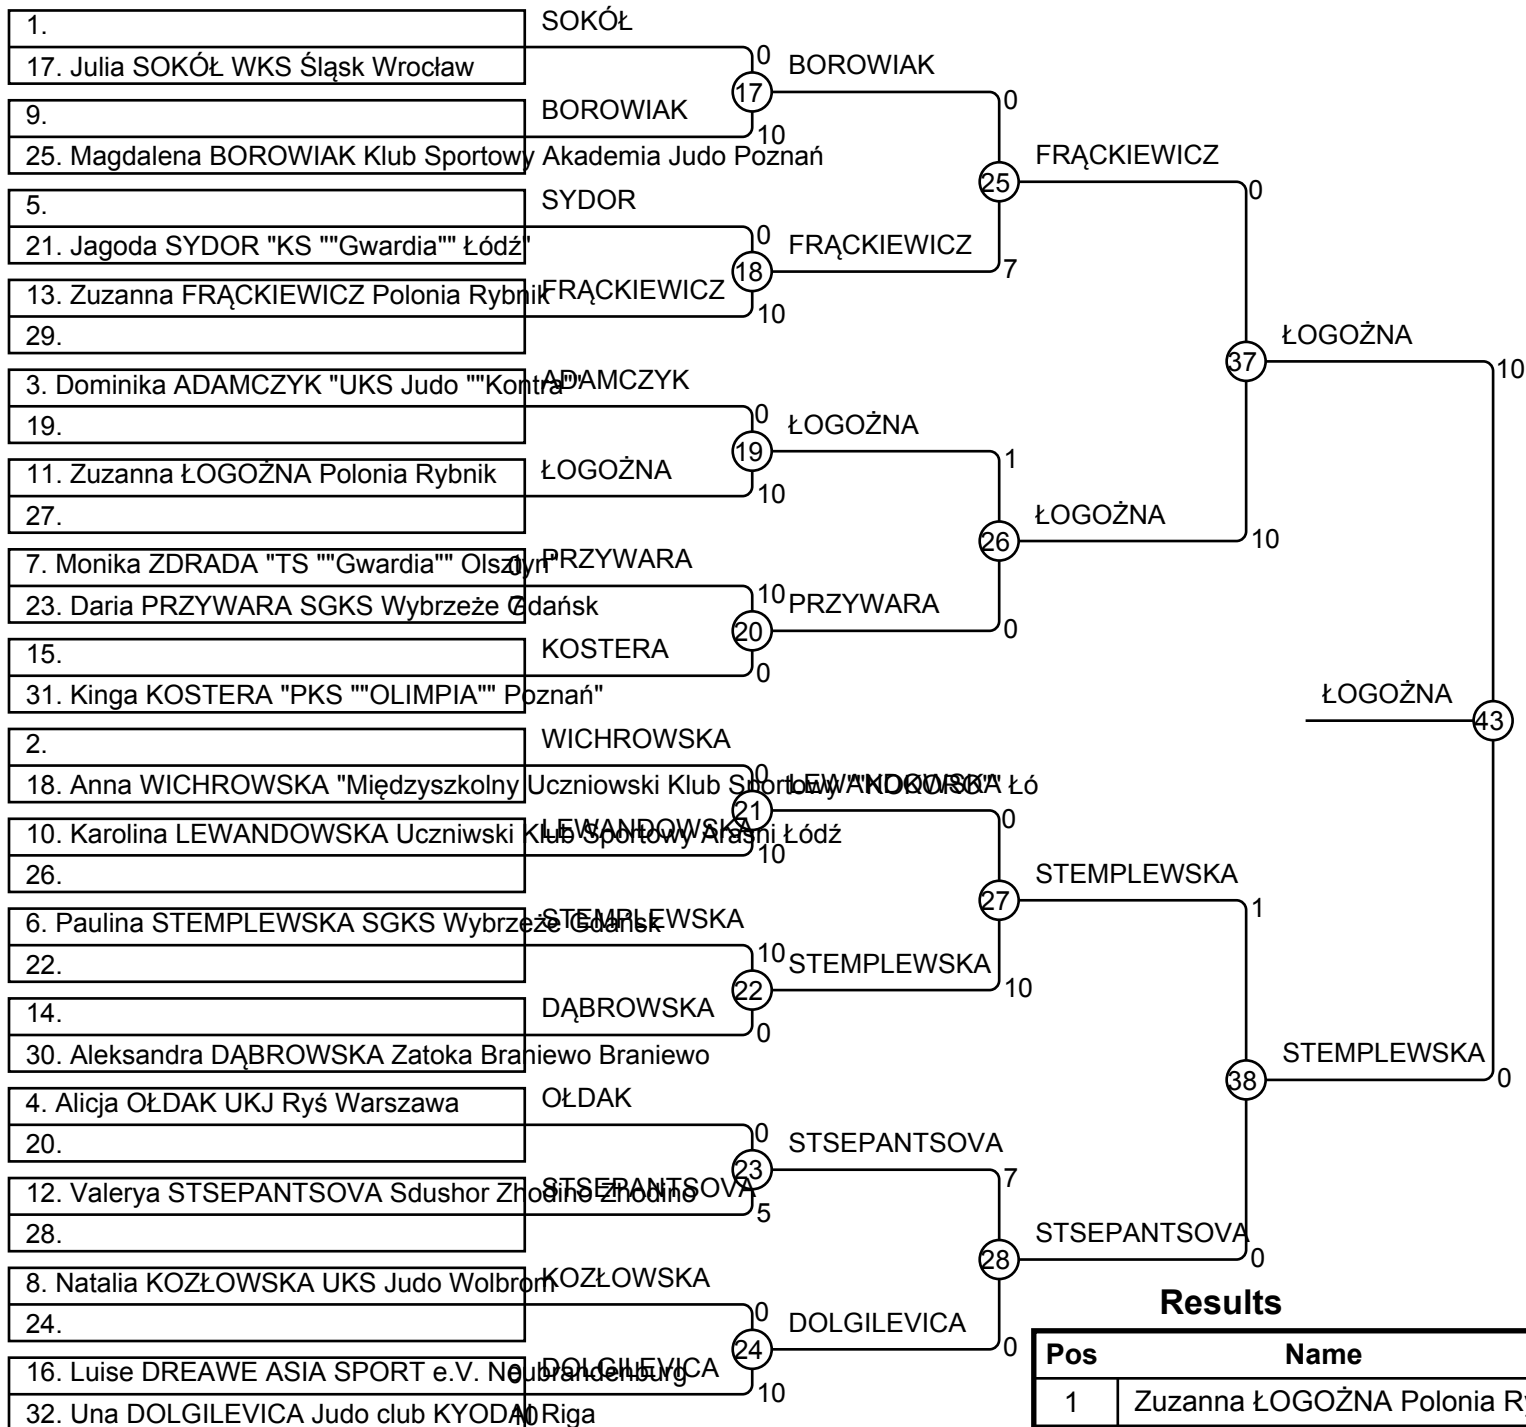 1.
17. Julia SOKÓŁ WKS Śląsk Wrocław
9.
25. Magdalena BOROWIAK Klub Sportowy Akademia Judo Poznań
5.
21. Jagoda SYDOR "KS ""Gwardia"" Łódź"
13. Zuzanna FRĄCKIEWICZ Polonia Rybnik
29.
3. Dominika ADAMCZYK "UKS Judo ""Kontra""
19.
11. Zuzanna ŁOGOŻNA Polonia Rybnik
27.
7. Monika ZDRADA "TS ""Gwardia"" Olsztyn" 0
23. Daria PRZYWARA SGKS Wybrzeże Gdańsk 7
15.
31. Kinga KOSTERA "PKS ""OLIMPIA"" Poznań"
2.
18. Anna WICHROWSKA "Międzyszkolny Uczniowski Klub Sportowy ""KOKORO"" Łó
10. Karolina LEWANDOWSKA Uczniwski Klub Sportowy Arashi Łódź
26.
6. Paulina STEMPLEWSKA SGKS Wybrzeże Gdańsk
22.
14.
30. Aleksandra DĄBROWSKA Zatoka Braniewo Braniewo
4. Alicja OŁDAK UKJ Ryś Warszawa
20.
12. Valerya STSEPANTSOVA Sdushor Zhodino Zhodino
28.
8. Natalia KOZŁOWSKA UKS Judo Wolbrom
24.
16. Luise DREAWE ASIA SPORT e.V. Neubrandenburg 0
32. Una DOLGILEVICA Judo club KYODAI Riga 10
SOKÓŁ
0
17
BOROWIAK
10
SYDOR
0
18
FRĄCKIEWICZ
10
ADAMCZYK
0
19
ŁOGOŻNA
10
PRZYWARA
10
20
KOSTERA
0
WICHROWSKA
0
21
LEWANDOWSKA
10
STEMPLEWSKA
10
22
DĄBROWSKA
0
OŁDAK
0
23
STSEPANTSOVA
5
KOZŁOWSKA
0
24
DOLGILEVICA
10
BOROWIAK
0
25
FRĄCKIEWICZ
7
ŁOGOŻNA
1
26
PRZYWARA
0
LEWANDOWSKA
0
27
STEMPLEWSKA
10
STSEPANTSOVA
7
28
DOLGILEVICA
0
FRĄCKIEWICZ
0
37
ŁOGOŻNA
10
STEMPLEWSKA
1
38
STSEPANTSOVA
0
ŁOGOŻNA
10
ŁOGOŻNA
43
STEMPLEWSKA
0
Results
Pos Name
1 Zuzanna ŁOGOŻNA Polonia Ry